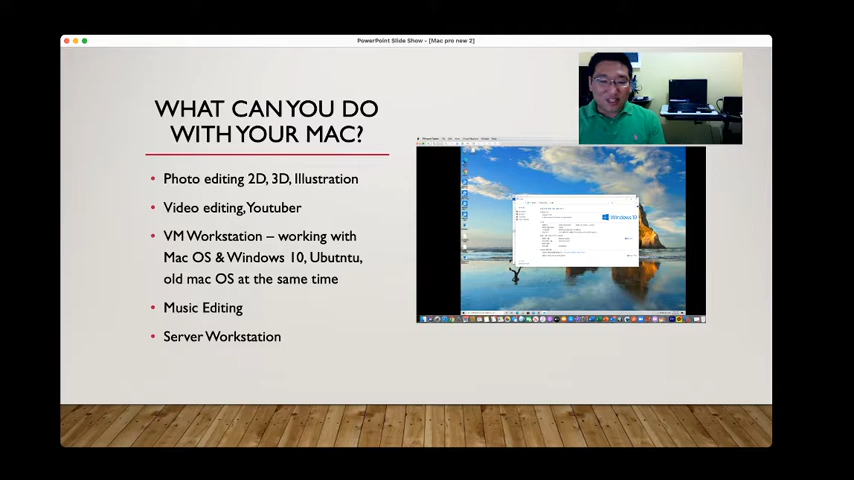 PowerPoint Slide Show - [Mac pro new 2]
WHAT CAN YOU DO
WITH YOUR MAC?
• Photo editing 2D, 3D, Illustration
• Video editing, Youtuber
• VM Workstation – working with
Mac OS & Windows 10, Ubutntu,
old mac OS at the same time
• Music Editing
• Server Workstation
Windows 10